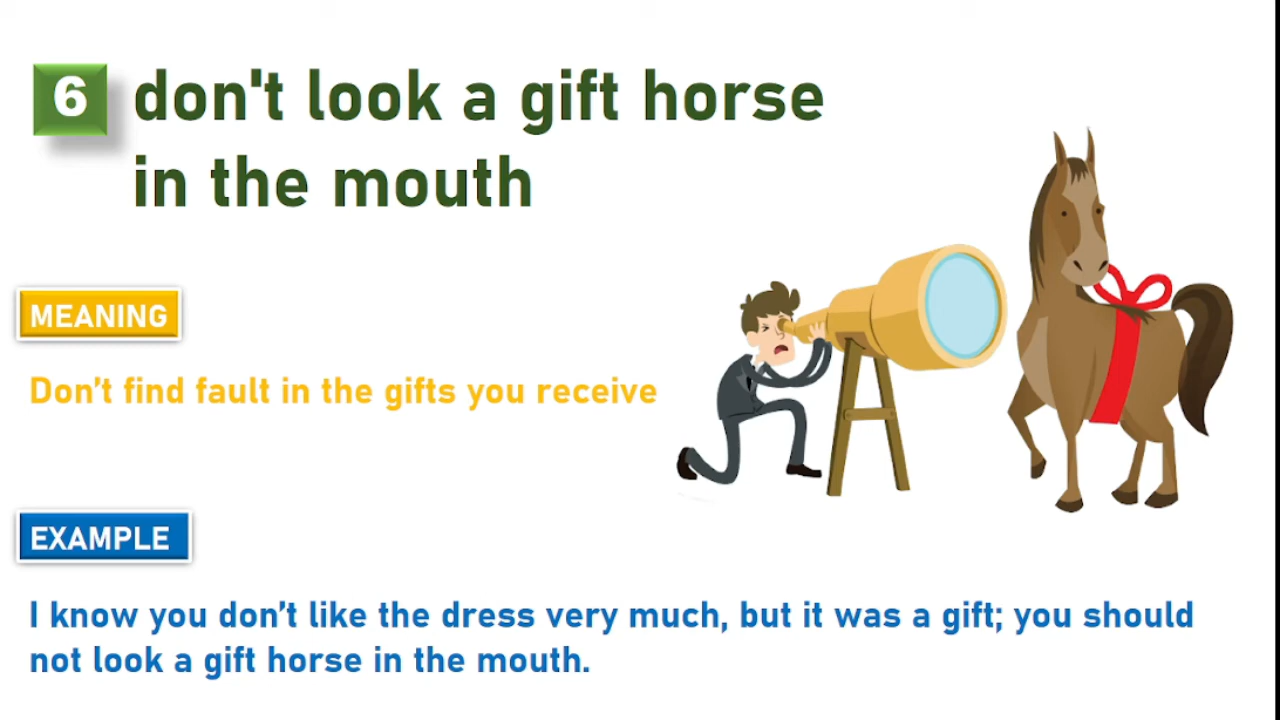 6 don't look a gift horse
in the mouth
MEANING
Don’t find fault in the gifts you receive
EXAMPLE
I know you don’t like the dress very much, but it was a gift; you should
not look a gift horse in the mouth.